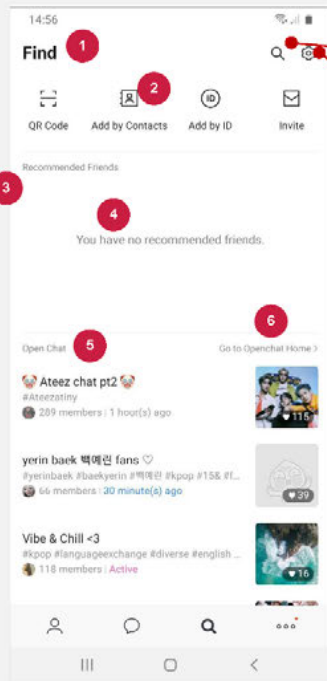 14:56
Find
1
2
QR Code
Add by Contacts
ID
Add by ID
Invite
Recommended Friends
3
4
You have no recommended friends.
5
6
Open Chat
Go to Openchat Home >
🤡 Ateez chat pt2 🤡
#Ateezatiny
289 members | 1 hour(s) ago
115
yerin baek 백예린 fans ♡
#yerinbaek #baekyerin #백예린 #kpop #15& #f...
66 members | 30 minute(s) ago
39
Vibe & Chill <3
#kpop #languageexchange #diverse #english ...
118 members | Active
16